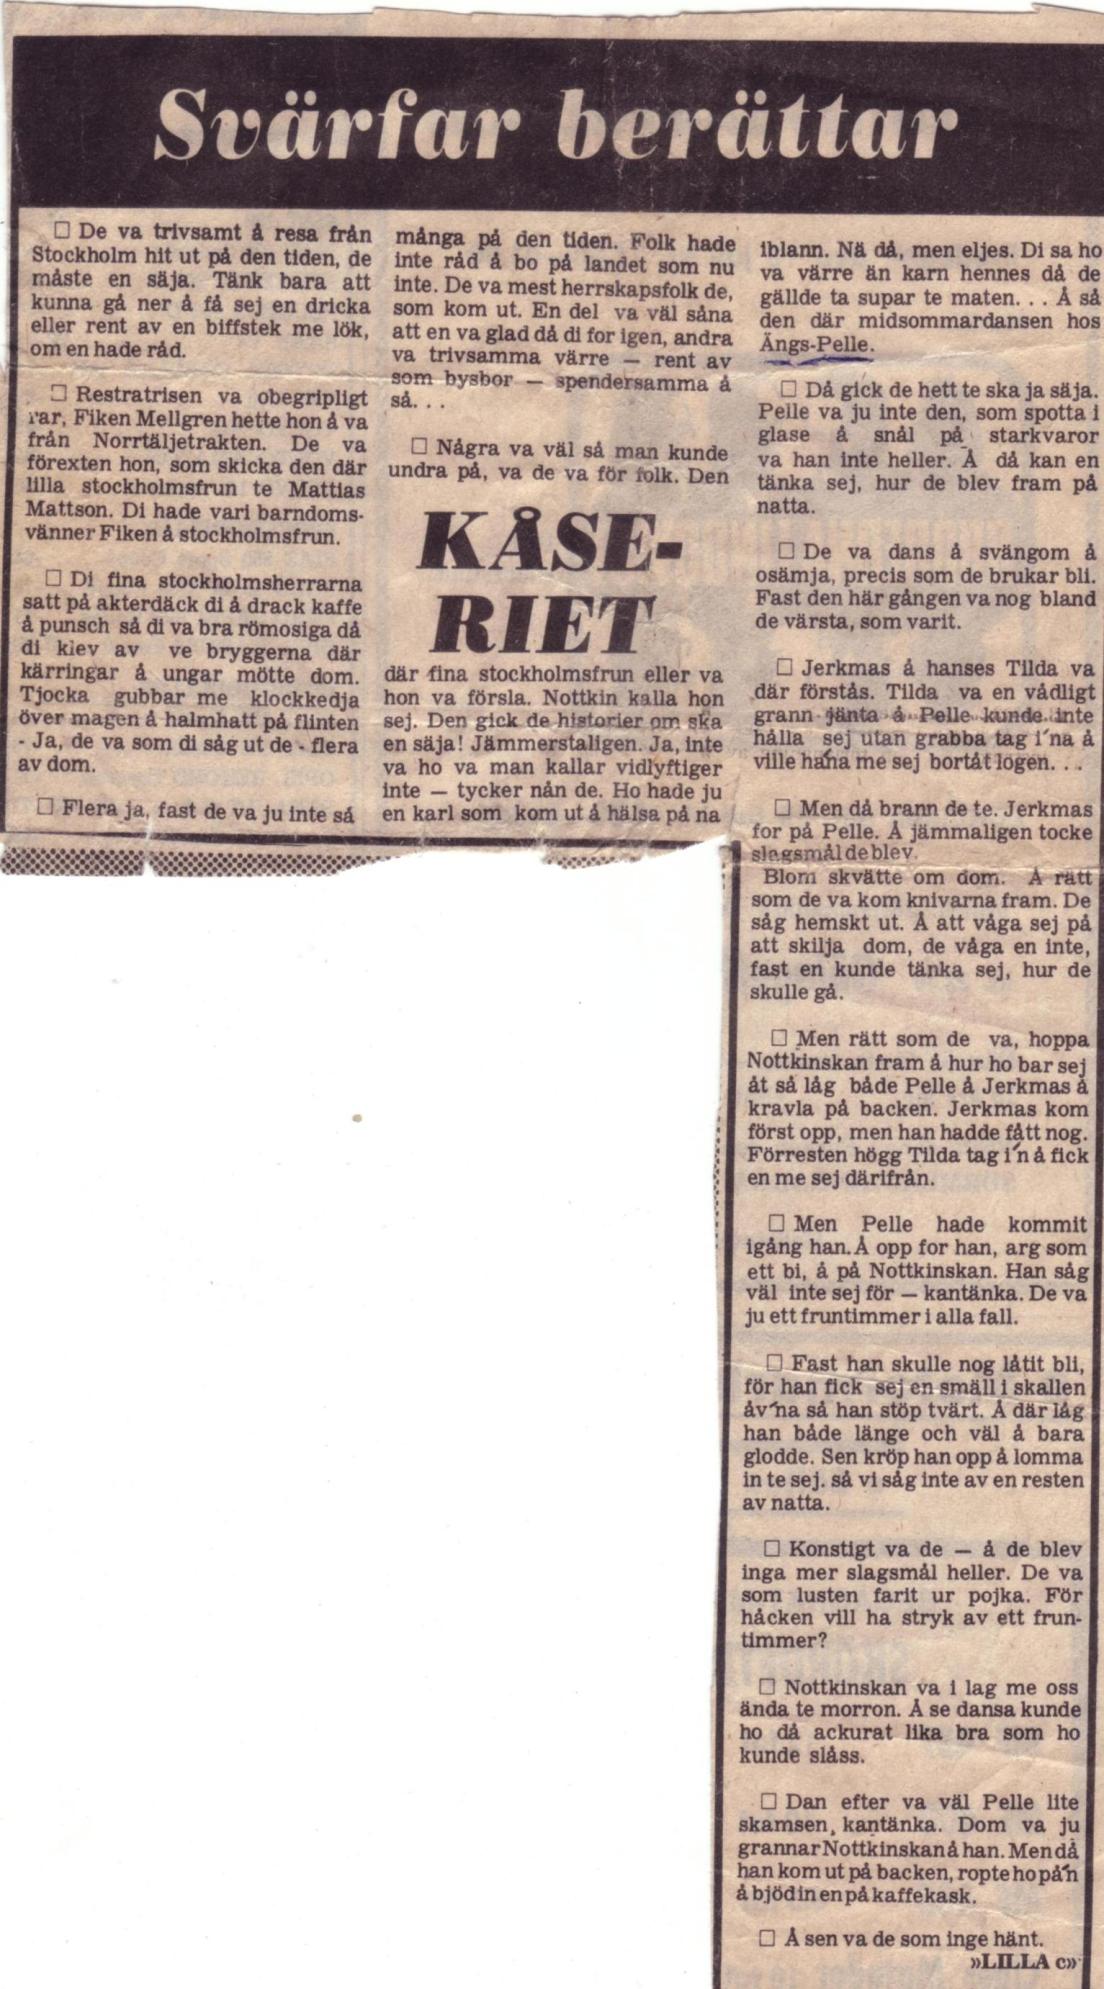 Svärfar berättar
☐ De va trivsamt å resa från
Stockholm hit ut på den tiden, de
måste en säja. Tänk bara att
kunna gå ner å få sej en dricka
eller rent av en biffstek me lök,
om en hade råd.
☐ Restratrisen va obegripligt
rar, Fiken Mellgren hette hon å va
från Norrtäljetrakten. De va
förexten hon, som skicka den där
lilla stockholmsfrun te Mattias
Mattson. Di hade vari barndoms-
vänner Fiken å stockholmsfrun.
☐ Di fina stockholmsherrarna
satt på akterdäck di å drack kaffe
å punsch så di va bra römosiga då
di klev av ve bryggerna där
kärringar å ungar mötte dom.
Tjocka gubbar me klockkedja
över magen å halmhatt på flinten
- Ja, de va som di såg ut de - flera
av dom.
☐ Flera ja, fast de va ju inte så
många på den tiden. Folk hade
inte råd å bo på landet som nu
inte. De va mest herrskapsfolk de,
som kom ut. En del va väl såna
att en va glad då di for igen, andra
va trivsamma värre — rent av
som bysbor — spendersamma å
så. . .
☐ Några va väl så man kunde
undra på, va de va för folk. Den
KÅSE-
RIET
där fina stockholmsfrun eller va
hon va försla. Nottkin kalla hon
sej. Den gick de historier om ska
en säja! Jämmerstaligen. Ja, inte
va ho va man kallar vidlyftiger
inte — tycker nån de. Ho hade ju
en karl som kom ut å hälsa på na
iblann. Nä då, men eljes. Di sa ho
va värre än karn hennes då de
gällde ta supar te maten. . . Å så
den där midsommardansen hos
Ängs-Pelle.
☐ Då gick de hett te ska ja säja.
Pelle va ju inte den, som spotta i
glase å snål på starkvaror
va han inte heller. Å då kan en
tänka sej, hur de blev fram på
natta.
☐ De va dans å svängom å
osämja, precis som de brukar bli.
Fast den här gången va nog bland
de värsta, som varit.
☐ Jerkmas å hanses Tilda va
där förstås. Tilda va en vådligt
grann jänta å Pelle kunde inte
hålla sej utan grabba tag i´na å
ville ha´na me sej bortåt logen. . .
☐ Men då brann de te. Jerkmas
for på Pelle. Å jämmaligen tocke
slagsmål de blev.
Blom skvätte om dom. Å rätt
som de va kom knivarna fram. De
såg hemskt ut. Å att våga sej på
att skilja dom, de våga en inte,
fast en kunde tänka sej, hur de
skulle gå.
☐ Men rätt som de va, hoppa
Nottkinskan fram å hur ho bar sej
åt så låg både Pelle å Jerkmas å
kravla på backen. Jerkmas kom
först opp, men han hadde fått nog.
Förresten högg Tilda tag i´n å fick
en me sej därifrån.
☐ Men Pelle hade kommit
igång han. Å opp for han, arg som
ett bi, å på Nottkinskan. Han såg
väl inte sej för — kantänka. De va
ju ett fruntimmer i alla fall.
☐ Fast han skulle nog låtit bli,
för han fick sej en smäll i skallen
åv´na så han stöp tvärt. Å där låg
han både länge och väl å bara
glodde. Sen kröp han opp å lomma
in te sej. så vi såg inte av en resten
av natta.
☐ Konstigt va de — å de blev
inga mer slagsmål heller. De va
som lusten farit ur pojka. För
håcken vill ha stryk av ett frun-
timmer?
☐ Nottkinskan va i lag me oss
ända te morron. Å se dansa kunde
ho då ackurat lika bra som ho
kunde slåss.
☐ Dan efter va väl Pelle lite
skamsen, kantänka. Dom va ju
grannar Nottkinskan å han. Men då
han kom ut på backen, ropte ho på´n
å bjöd in en på kaffekask.
☐ Å sen va de som inge hänt.
»LILLA c»